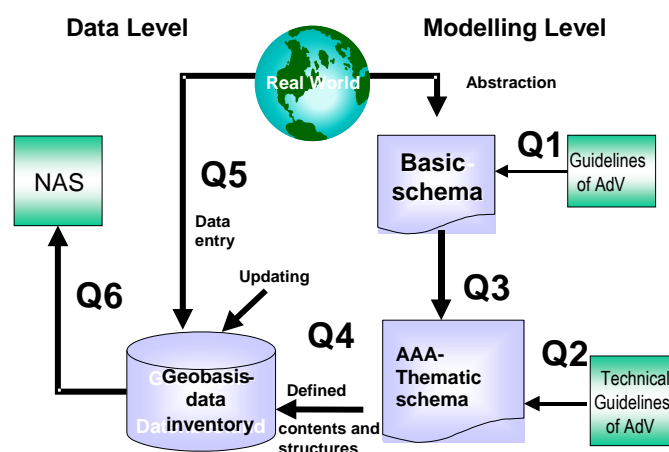 Data Level
Modelling Level
Real World
Abstraction
Basic-
schema
Q1
Guidelines
of AdV
NAS
Q5
Data
entry
Updating
Q6
Q3
Q4
AAA-
Thematic
schema
Q2
Technical
Guidelines
of AdV
Geobasis-
data
inventory
Defined
contents and
structures